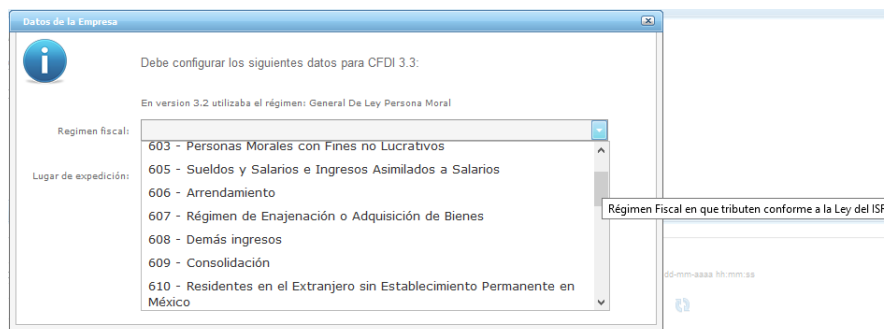 Datos de la Empresa
Debe configurar los siguientes datos para CFDI 3.3:
En version 3.2 utilizaba el régimen: General De Ley Persona Moral
Regimen fiscal:
603 - Personas Morales con Fines no Lucrativos
Lugar de expedición:
605 - Sueldos y Salarios e Ingresos Asimilados a Salarios
606 - Arrendamiento
607 - Régimen de Enajenación o Adquisición de Bienes
Régimen Fiscal en que tributen conforme a la Ley del ISR
608 - Demás ingresos
609 - Consolidación
610 - Residentes en el Extranjero sin Establecimiento Permanente en
México
dd-mm-aaaa hh:mm:ss